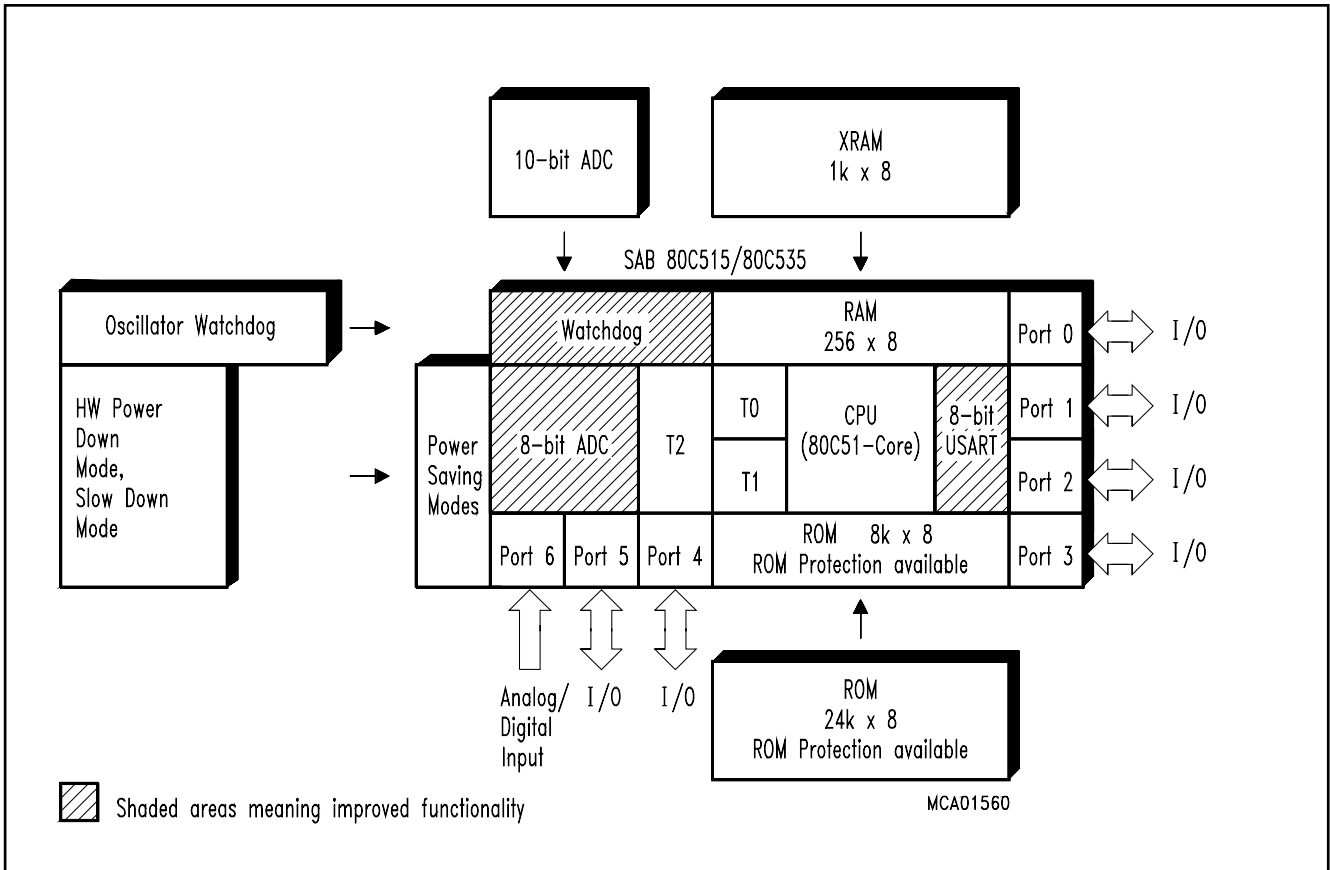 10-bit ADC
XRAM
1k x 8
SAB 80C515/80C535
Oscillator Watchdog
Watchdog
RAM
256 x 8
Port 0
I/O
HW Power
Down
Mode,
Slow Down
Mode
Power
Saving
Modes
8-bit ADC
T2
T0
T1
CPU
(80C51-Core)
8-bit
USART
Port 1
I/O
Port 2
I/O
Port 6
Port 5
Port 4
ROM 8k x 8
ROM Protection available
Port 3
I/O
Analog/
Digital
Input
I/O
I/O
ROM
24k x 8
ROM Protection available
MCA01560
Shaded areas meaning improved functionality